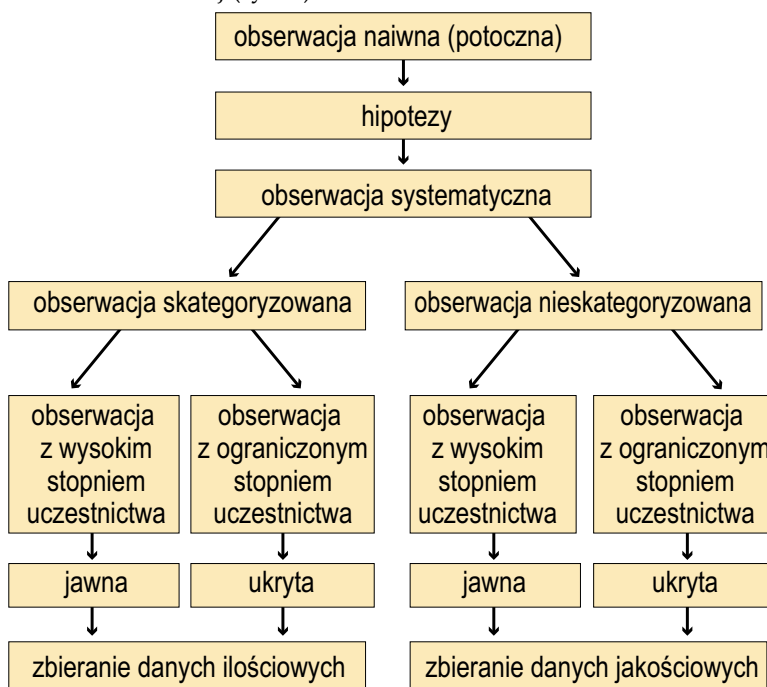 obserwacja naiwna (potoczna)
hipotezy
obserwacja systematyczna
obserwacja skategoryzowana
obserwacja nieskategoryzowana
obserwacja
z wysokim
stopniem
uczestnictwa
obserwacja
z ograniczonym
stopniem
uczestnictwa
obserwacja
z wysokim
stopniem
uczestnictwa
obserwacja
z ograniczonym
stopniem
uczestnictwa
jawna
ukryta
jawna
ukryta
zbieranie danych ilościowych
zbieranie danych jakościowych